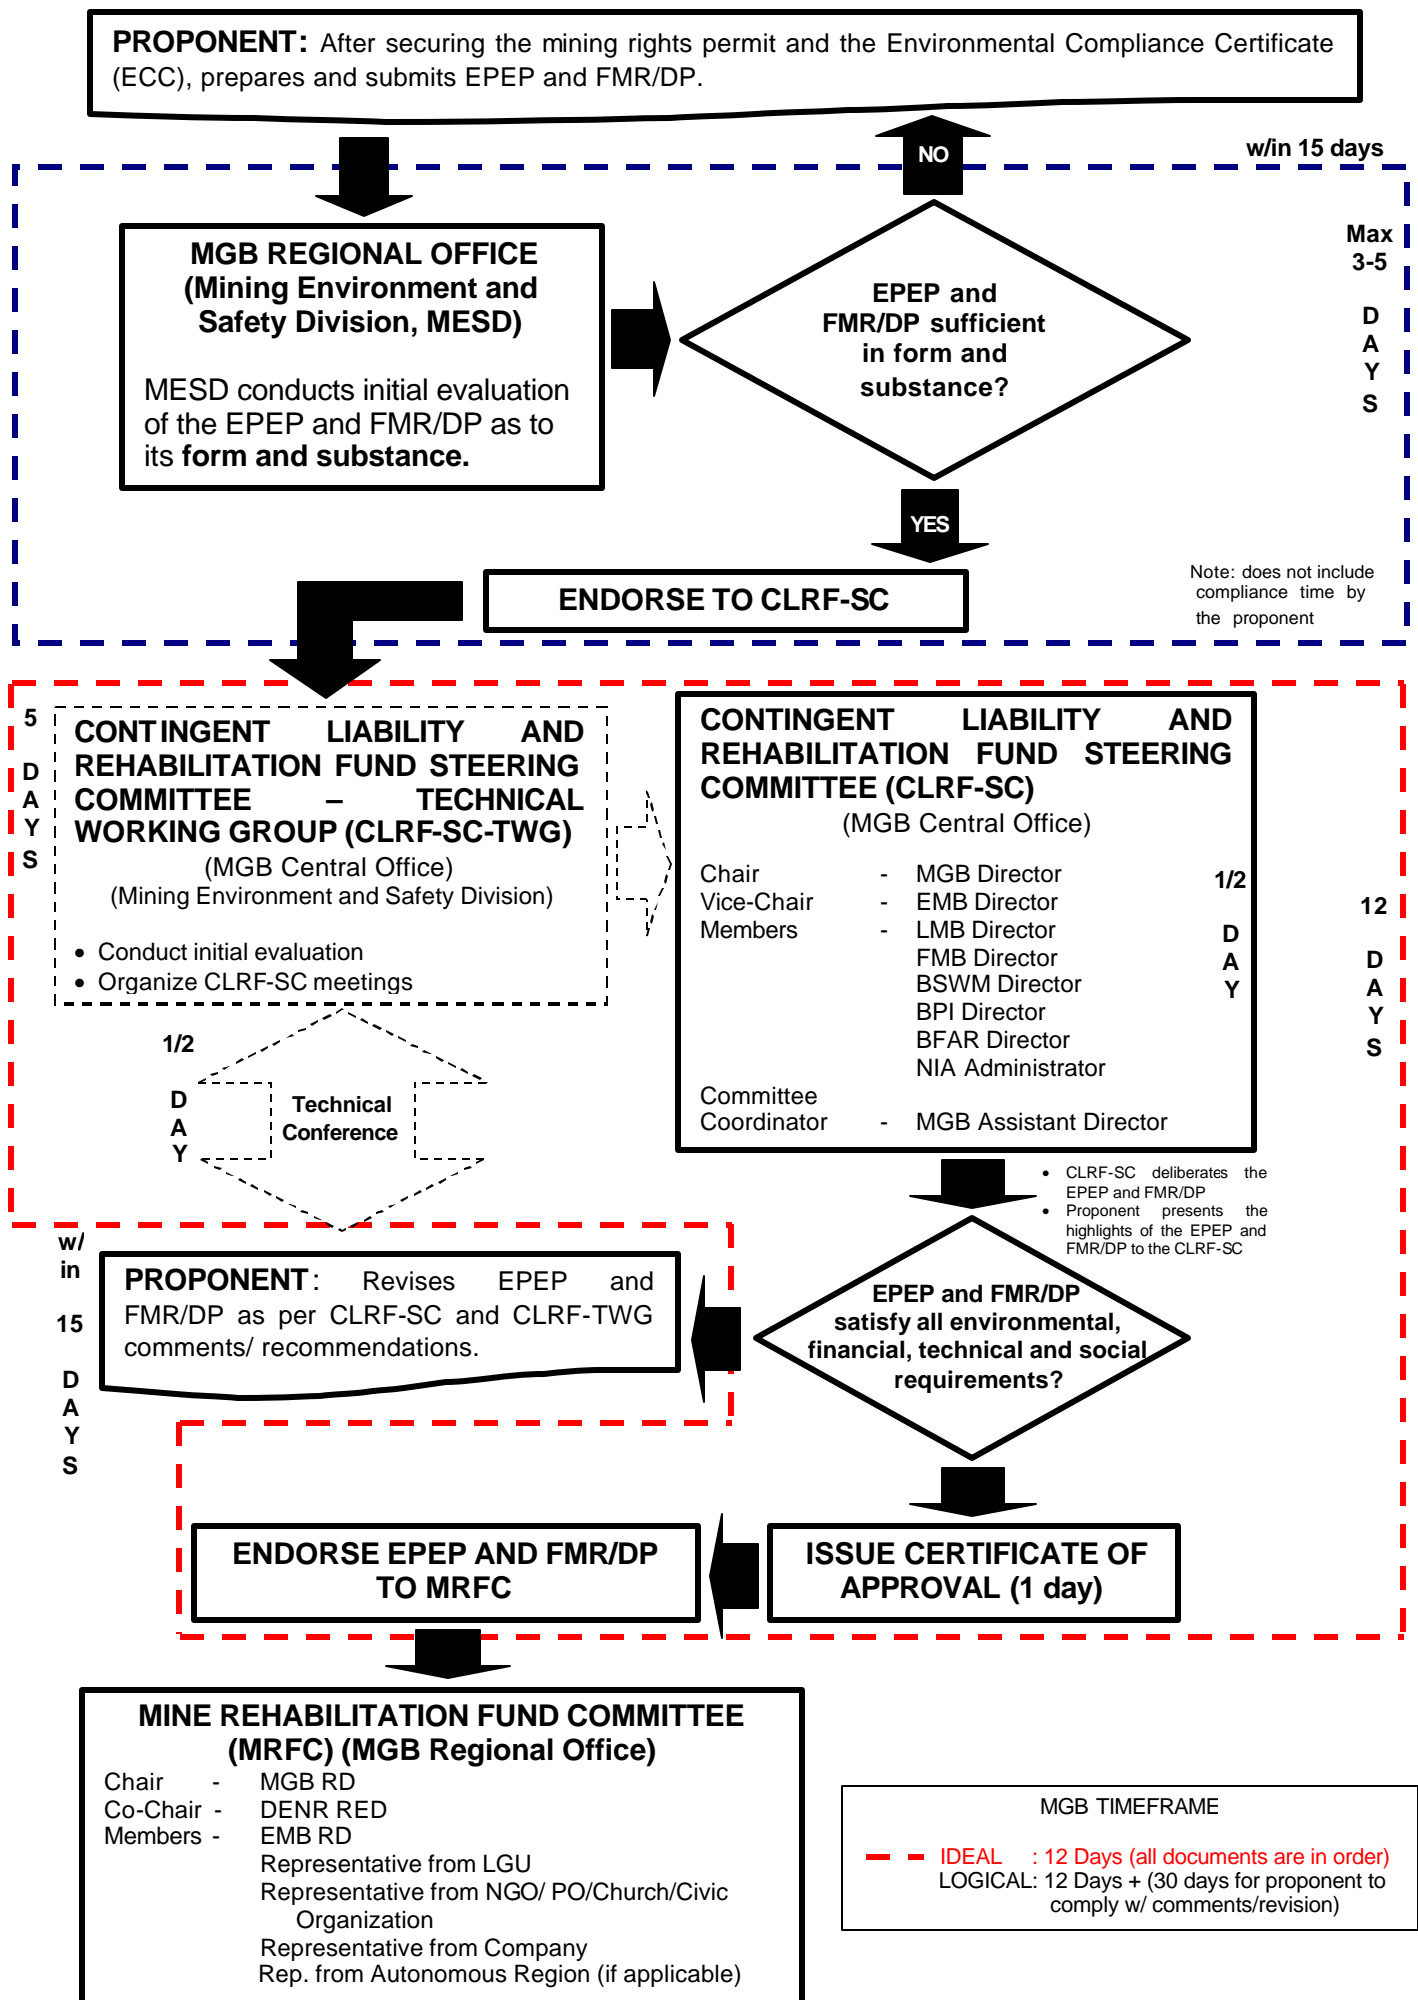 PROPONENT: After securing the mining rights permit and the Environmental Compliance Certificate
(ECC), prepares and submits EPEP and FMR/DP.
NO
w/in 15 days
MGB REGIONAL OFFICE
(Mining Environment and
Safety Division, MESD)
MESD conducts initial evaluation
of the EPEP and FMR/DP as to
its form and substance.
EPEP and
FMR/DP sufficient
in form and
substance?
Max
3-5
D
A
Y
S
YES
ENDORSE TO CLRF-SC
Note: does not include
compliance time by
the proponent
5
D
A
Y
S
CONTINGENT LIABILITY AND
REHABILITATION FUND STEERING
COMMITTEE – TECHNICAL
WORKING GROUP (CLRF-SC-TWG)
(MGB Central Office)
(Mining Environment and Safety Division)
• Conduct initial evaluation
• Organize CLRF-SC meetings
CONTINGENT LIABILITY AND
REHABILITATION FUND STEERING
COMMITTEE (CLRF-SC)
(MGB Central Office)
Chair - MGB Director
Vice-Chair - EMB Director
Members - LMB Director
FMB Director
BSWM Director
BPI Director
BFAR Director
NIA Administrator
Committee
Coordinator - MGB Assistant Director
1/2
D
A
Y
12
D
A
Y
S
1/2
D
A
Y
Technical
Conference
• CLRF-SC deliberates the
EPEP and FMR/DP
• Proponent presents the
highlights of the EPEP and
FMR/DP to the CLRF-SC
w/
in
15
D
A
Y
S
PROPONENT: Revises EPEP and
FMR/DP as per CLRF-SC and CLRF-TWG
comments/ recommendations.
EPEP and FMR/DP
satisfy all environmental,
financial, technical and social
requirements?
ENDORSE EPEP AND FMR/DP
TO MRFC
ISSUE CERTIFICATE OF
APPROVAL (1 day)
MINE REHABILITATION FUND COMMITTEE
(MRFC) (MGB Regional Office)
Chair - MGB RD
Co-Chair - DENR RED
Members - EMB RD
Representative from LGU
Representative from NGO/ PO/Church/Civic
Organization
Representative from Company
Rep. from Autonomous Region (if applicable)
MGB TIMEFRAME
IDEAL : 12 Days (all documents are in order)
LOGICAL: 12 Days + (30 days for proponent to
comply w/ comments/revision)